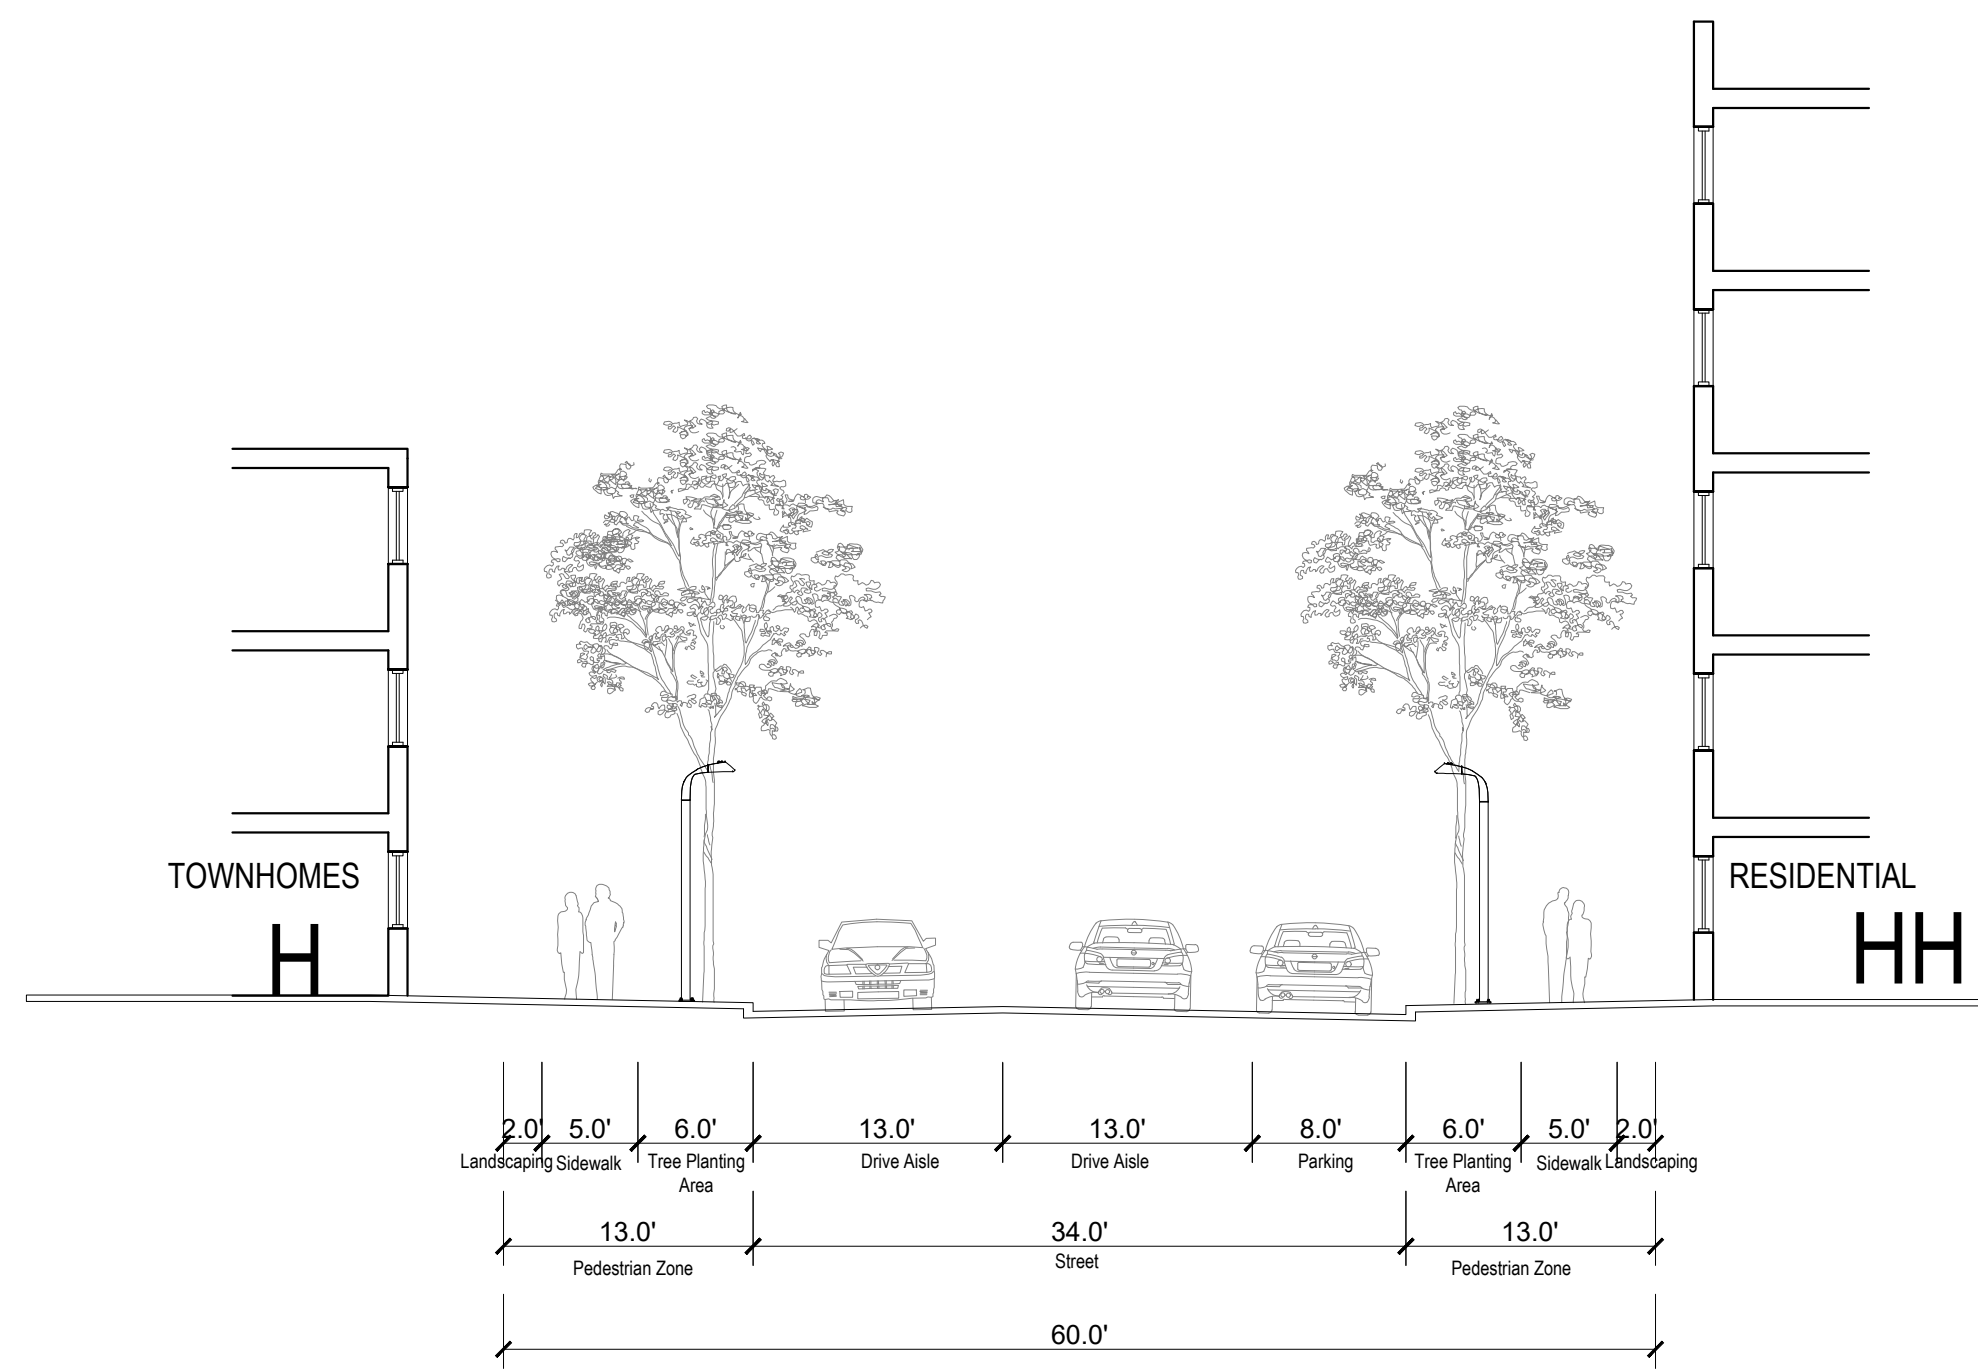 TOWNHOMES
H
RESIDENTIAL
HH
2.0' 5.0' 6.0' 13.0' 13.0' 8.0' 6.0' 5.0' 2.0'
Landscaping Sidewalk Tree Planting Drive Aisle Drive Aisle Parking Tree Planting Sidewalk Landscaping
Area Area
13.0' 34.0' 13.0'
Pedestrian Zone Street Pedestrian Zone
60.0'